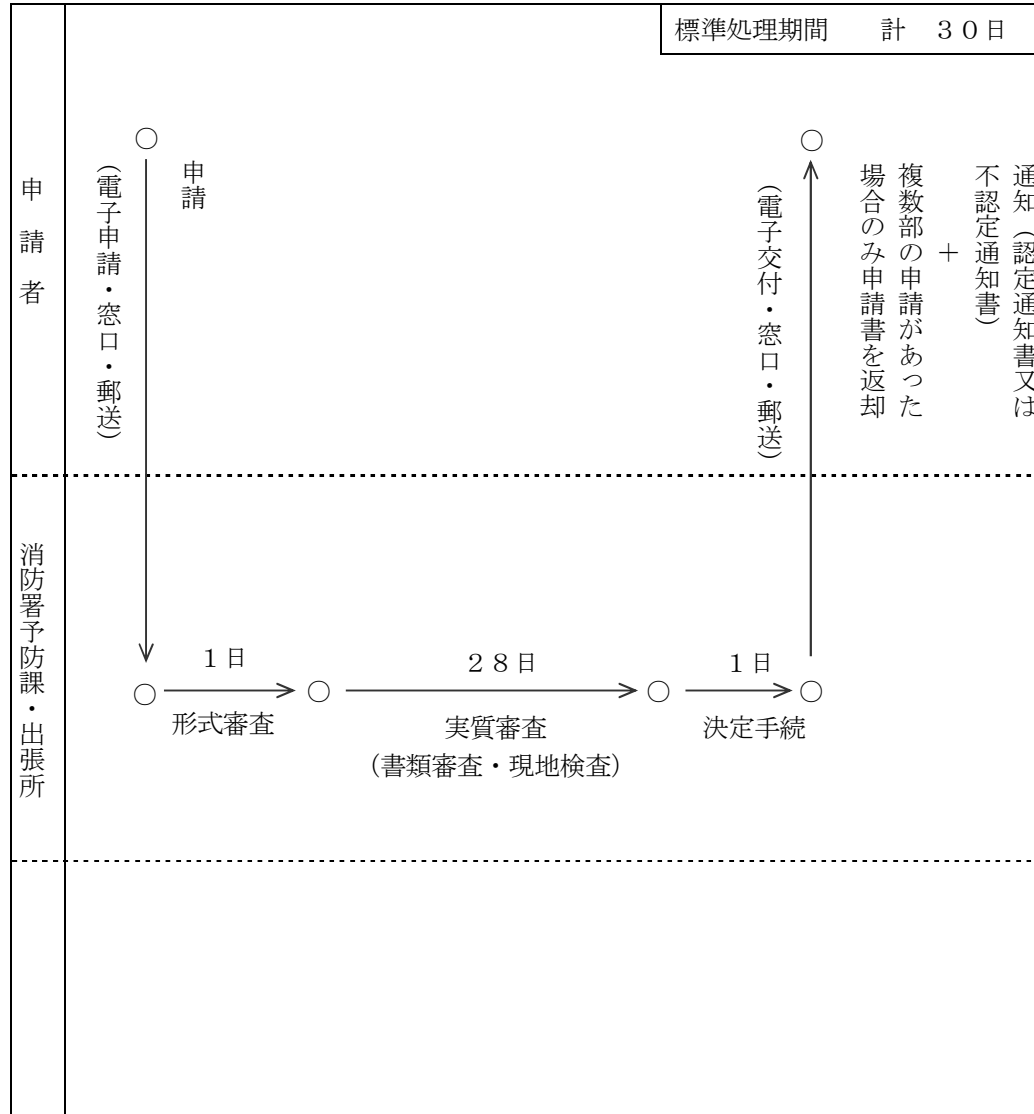 標準処理期間　計　３０日
申請者
申請
（電子申請・窓口・郵送）
通知（認定通知書又は
不認定通知書）
＋
複数部の申請があった
場合のみ申請書を返却
（電子交付・窓口・郵送）
消防署予防課・出張所
１日
形式審査
２８日
実質審査
（書類審査・現地検査）
１日
決定手続